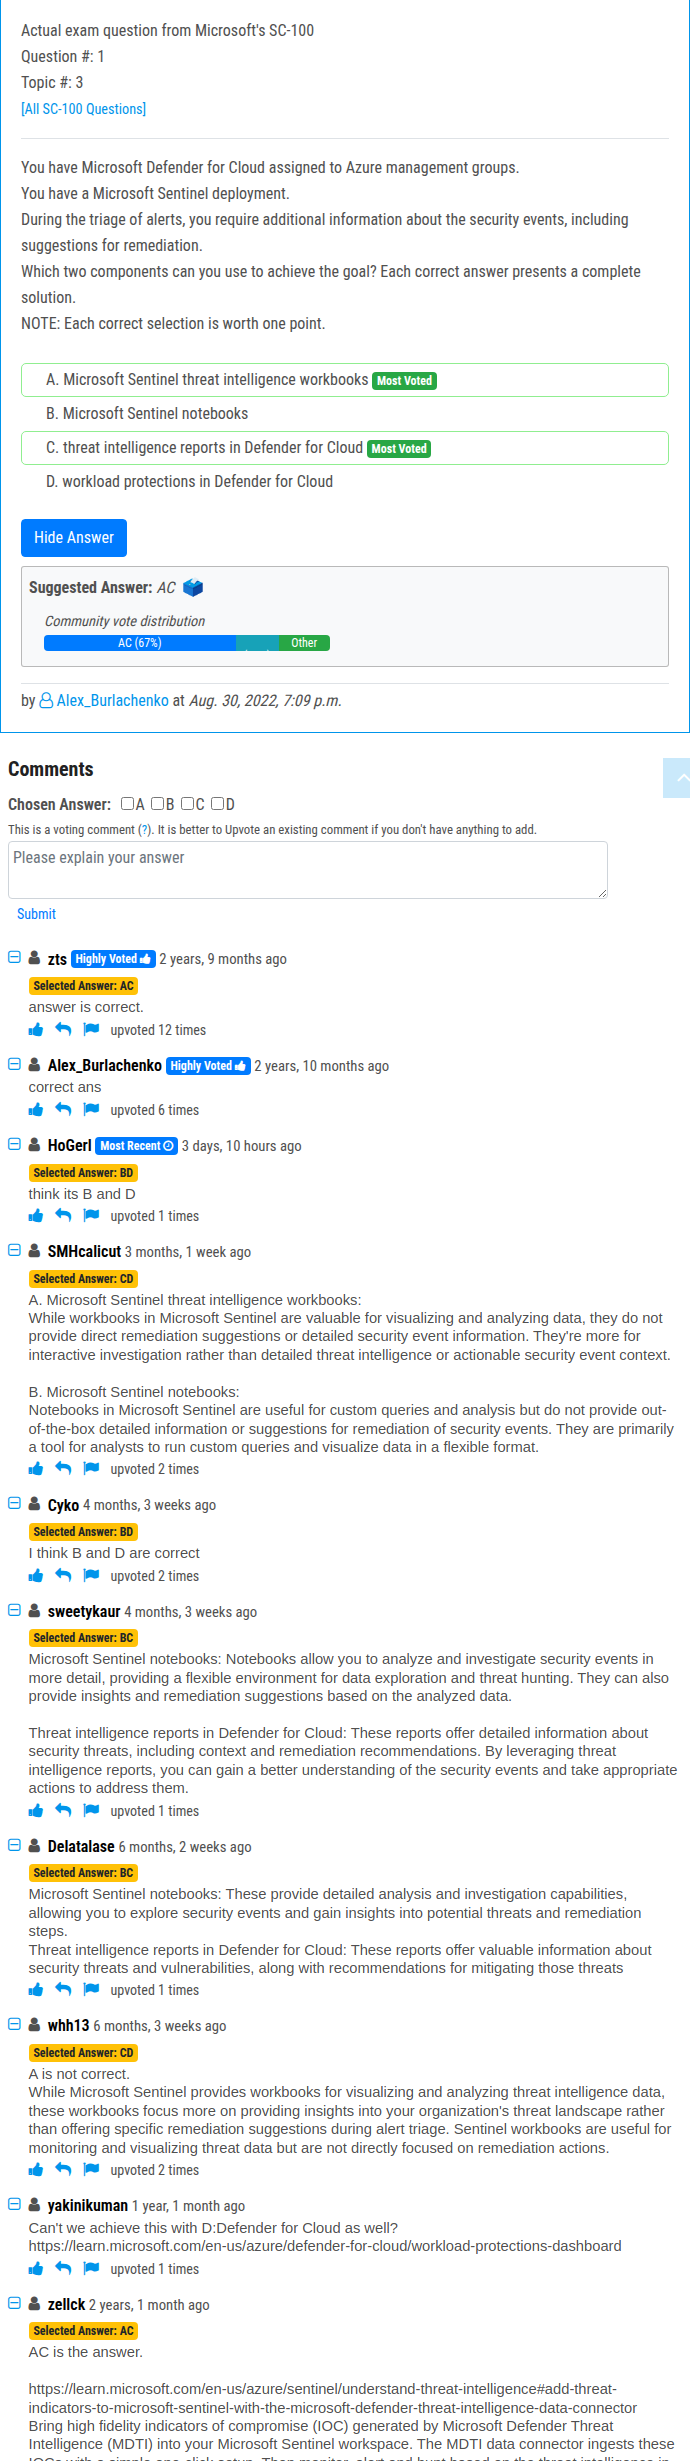 Actual exam question from Microsoft's SC-100
Question #: 1
Topic #: 3
[All SC-100 Questions]
You have Microsoft Defender for Cloud assigned to Azure management groups.
You have a Microsoft Sentinel deployment.
During the triage of alerts, you require additional information about the security events, including
suggestions for remediation.
Which two components can you use to achieve the goal? Each correct answer presents a complete
solution.
NOTE: Each correct selection is worth one point.
A. Microsoft Sentinel threat intelligence workbooks Most Voted
B. Microsoft Sentinel notebooks
C. threat intelligence reports in Defender for Cloud Most Voted
D. workload protections in Defender for Cloud
Hide Answer
Suggested Answer: AC
Community vote distribution
AC (67%) Other
by Alex_Burlachenko at Aug. 30, 2022, 7:09 p.m.
Comments
Chosen Answer: A B C D
This is a voting comment (?). It is better to Upvote an existing comment if you don't have anything to add.
Please explain your answer
Submit
zts Highly Voted 2 years, 9 months ago
Selected Answer: AC
answer is correct.
upvoted 12 times
Alex_Burlachenko Highly Voted 2 years, 10 months ago
correct ans
upvoted 6 times
HoGerl Most Recent 3 days, 10 hours ago
Selected Answer: BD
think its B and D
upvoted 1 times
SMHcalicut 3 months, 1 week ago
Selected Answer: CD
A. Microsoft Sentinel threat intelligence workbooks:
While workbooks in Microsoft Sentinel are valuable for visualizing and analyzing data, they do not
provide direct remediation suggestions or detailed security event information. They're more for
interactive investigation rather than detailed threat intelligence or actionable security event context.
B. Microsoft Sentinel notebooks:
Notebooks in Microsoft Sentinel are useful for custom queries and analysis but do not provide out-
of-the-box detailed information or suggestions for remediation of security events. They are primarily
a tool for analysts to run custom queries and visualize data in a flexible format.
upvoted 2 times
Cyko 4 months, 3 weeks ago
Selected Answer: BD
I think B and D are correct
upvoted 2 times
sweetykaur 4 months, 3 weeks ago
Selected Answer: BC
Microsoft Sentinel notebooks: Notebooks allow you to analyze and investigate security events in
more detail, providing a flexible environment for data exploration and threat hunting. They can also
provide insights and remediation suggestions based on the analyzed data.
Threat intelligence reports in Defender for Cloud: These reports offer detailed information about
security threats, including context and remediation recommendations. By leveraging threat
intelligence reports, you can gain a better understanding of the security events and take appropriate
actions to address them.
upvoted 1 times
Delatalase 6 months, 2 weeks ago
Selected Answer: BC
Microsoft Sentinel notebooks: These provide detailed analysis and investigation capabilities,
allowing you to explore security events and gain insights into potential threats and remediation
steps.
Threat intelligence reports in Defender for Cloud: These reports offer valuable information about
security threats and vulnerabilities, along with recommendations for mitigating those threats
upvoted 1 times
whh13 6 months, 3 weeks ago
Selected Answer: CD
A is not correct.
While Microsoft Sentinel provides workbooks for visualizing and analyzing threat intelligence data,
these workbooks focus more on providing insights into your organization's threat landscape rather
than offering specific remediation suggestions during alert triage. Sentinel workbooks are useful for
monitoring and visualizing threat data but are not directly focused on remediation actions.
upvoted 2 times
yakinikuman 1 year, 1 month ago
Can't we achieve this with D:Defender for Cloud as well?
https://learn.microsoft.com/en-us/azure/defender-for-cloud/workload-protections-dashboard
upvoted 1 times
zellck 2 years, 1 month ago
Selected Answer: AC
AC is the answer.
https://learn.microsoft.com/en-us/azure/sentinel/understand-threat-intelligence#add-threat-
indicators-to-microsoft-sentinel-with-the-microsoft-defender-threat-intelligence-data-connector
Bring high fidelity indicators of compromise (IOC) generated by Microsoft Defender Threat
Intelligence (MDTI) into your Microsoft Sentinel workspace. The MDTI data connector ingests these